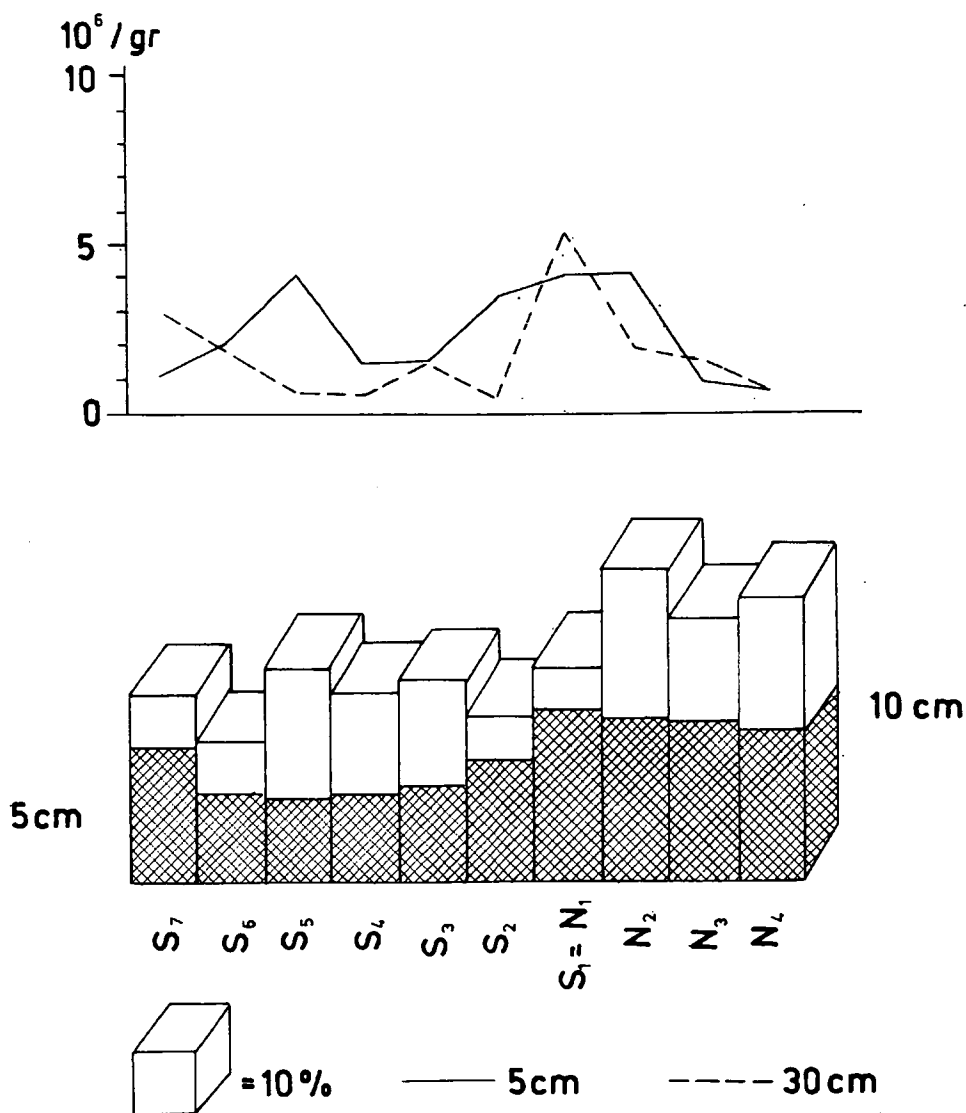 10⁶/gr
10
5
0
10 cm
5cm
S₇ S₆ S₅ S₄ S₃ S₂ S₁ = N₁ N₂ N₃ N₄
=10% 5cm 30cm